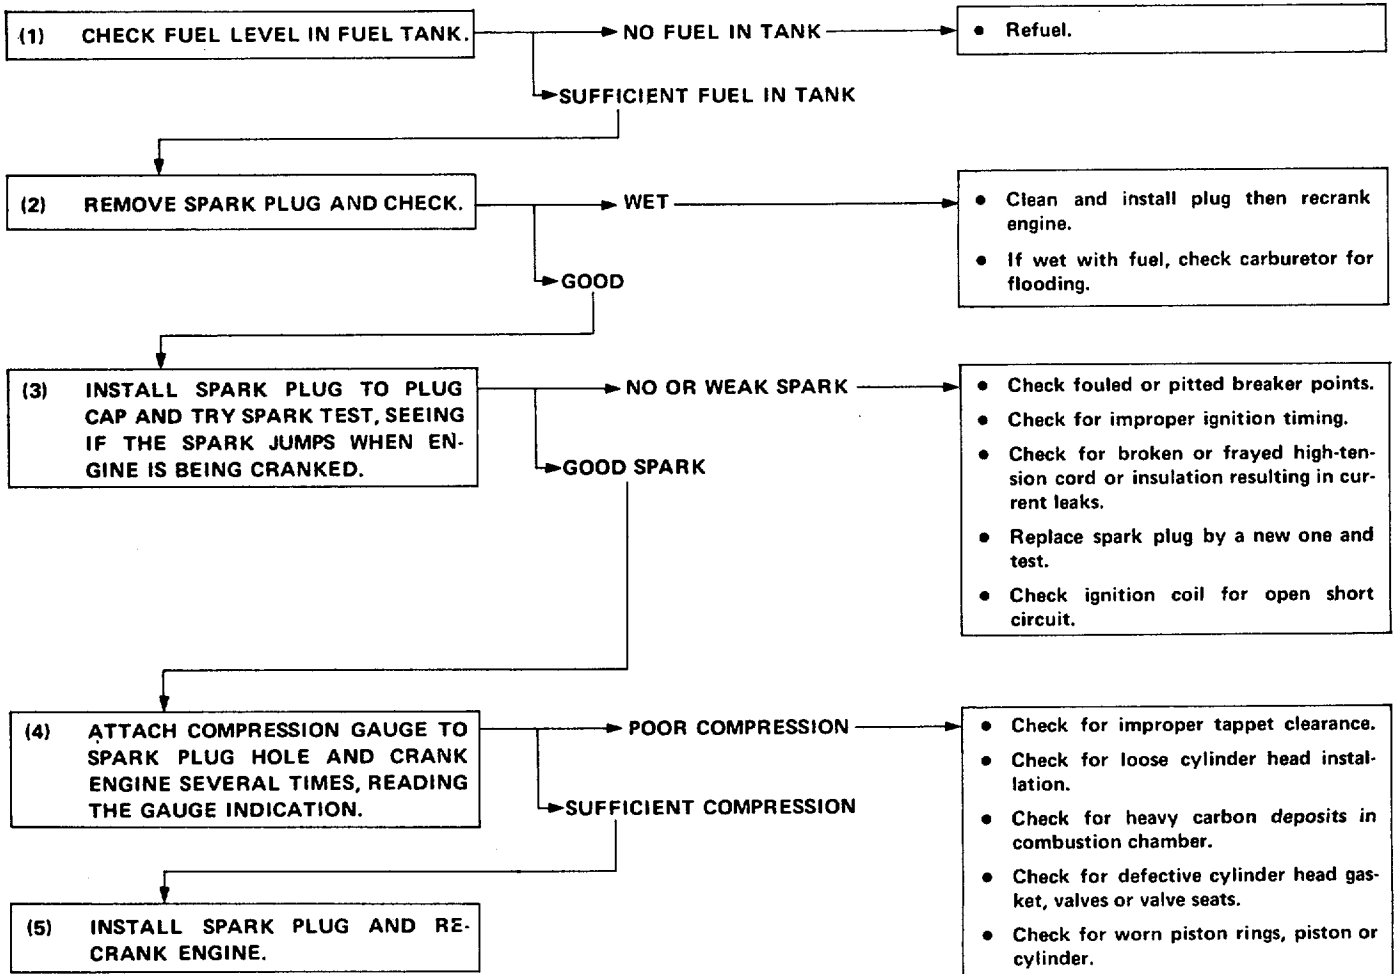 (1) CHECK FUEL LEVEL IN FUEL TANK.
NO FUEL IN TANK
• Refuel.
SUFFICIENT FUEL IN TANK
(2) REMOVE SPARK PLUG AND CHECK.
WET
• Clean and install plug then recrank
engine.
• If wet with fuel, check carburetor for
flooding.
GOOD
(3) INSTALL SPARK PLUG TO PLUG
CAP AND TRY SPARK TEST, SEEING
IF THE SPARK JUMPS WHEN EN-
GINE IS BEING CRANKED.
NO OR WEAK SPARK
• Check fouled or pitted breaker points.
• Check for improper ignition timing.
• Check for broken or frayed high-ten-
sion cord or insulation resulting in cur-
rent leaks.
• Replace spark plug by a new one and
test.
• Check ignition coil for open short
circuit.
GOOD SPARK
(4) ATTACH COMPRESSION GAUGE TO
SPARK PLUG HOLE AND CRANK
ENGINE SEVERAL TIMES, READING
THE GAUGE INDICATION.
POOR COMPRESSION
• Check for improper tappet clearance.
• Check for loose cylinder head instal-
lation.
• Check for heavy carbon deposits in
combustion chamber.
• Check for defective cylinder head gas-
ket, valves or valve seats.
• Check for worn piston rings, piston or
cylinder.
SUFFICIENT COMPRESSION
(5) INSTALL SPARK PLUG AND RE-
CRANK ENGINE.